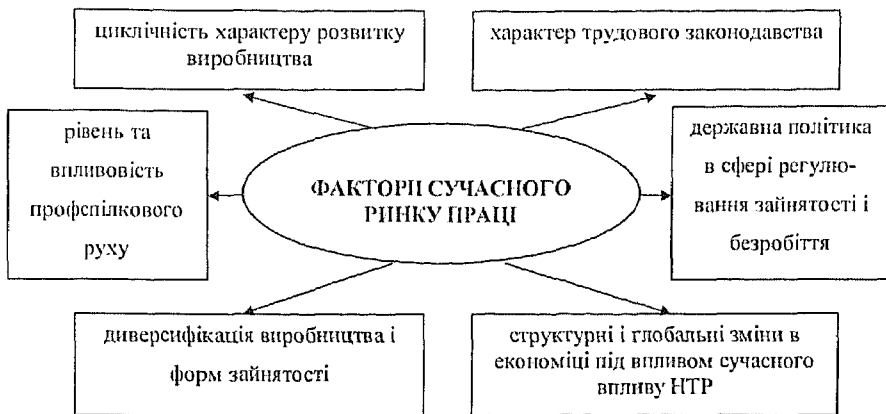 циклічність характеру розвитку
виробництва
характер трудового законодавства
рівень та
впливовість
профспілкового
руху
ФАКТОРИ СУЧАСНОГО
РИНКУ ПРАЦІ
державна політика
в сфері регулю-
вання зайнятості і
безробіття
диверсифікація виробництва і
форм зайнятості
структурні і глобальні зміни в
економіці під впливом сучасного
впливу НТР